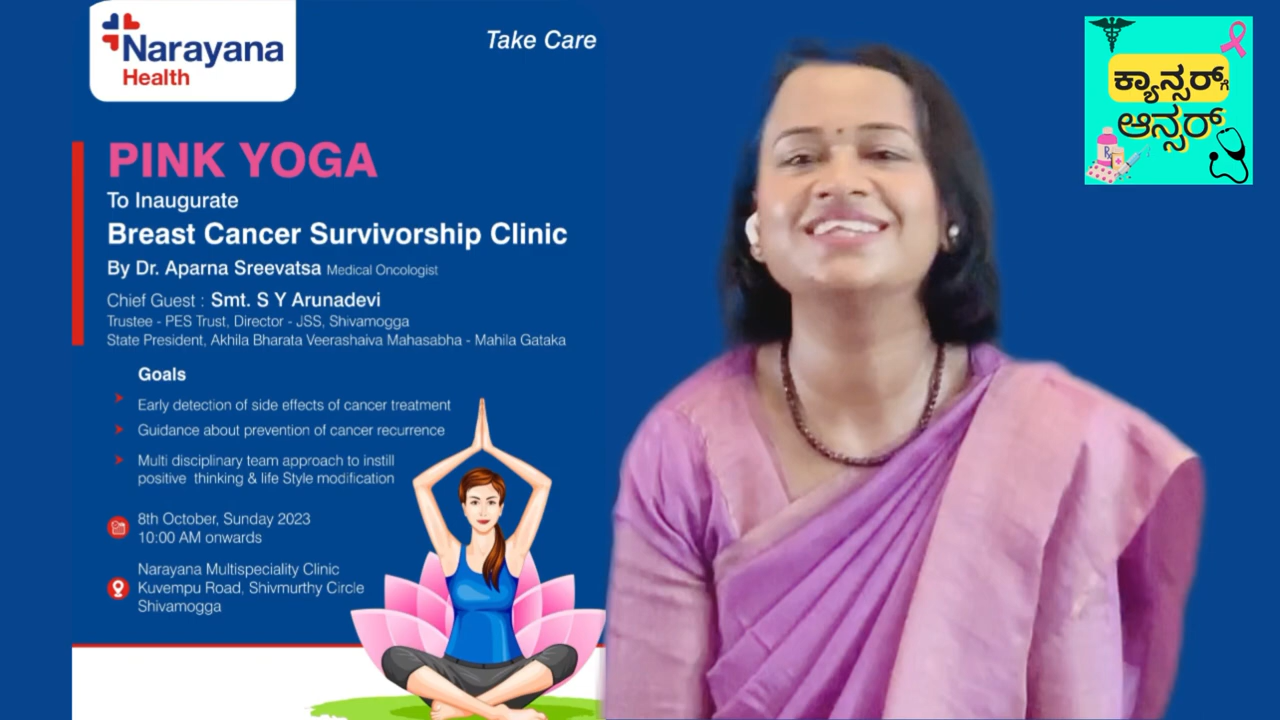 Narayana
Health
Take Care
PINK YOGA
To Inaugurate
Breast Cancer Survivorship Clinic
By Dr. Aparna Sreevatsa Medical Oncologist
Chief Guest : Smt. S Y Arunadevi
Trustee - PES Trust, Director - JSS, Shivamogga
State President, Akhila Bharata Veerashaiva Mahasabha - Mahila Gataka
Goals
Early detection of side effects of cancer treatment
Guidance about prevention of cancer recurrence
Multi disciplinary team approach to instill
positive thinking & life Style modification
8th October, Sunday 2023
10:00 AM onwards
Narayana Multispeciality Clinic
Kuvempu Road, Shivmurthy Circle
Shivamogga
ಕ್ಯಾನ್ಸರ್‌ಗೆ
ಆನ್ಸರ್